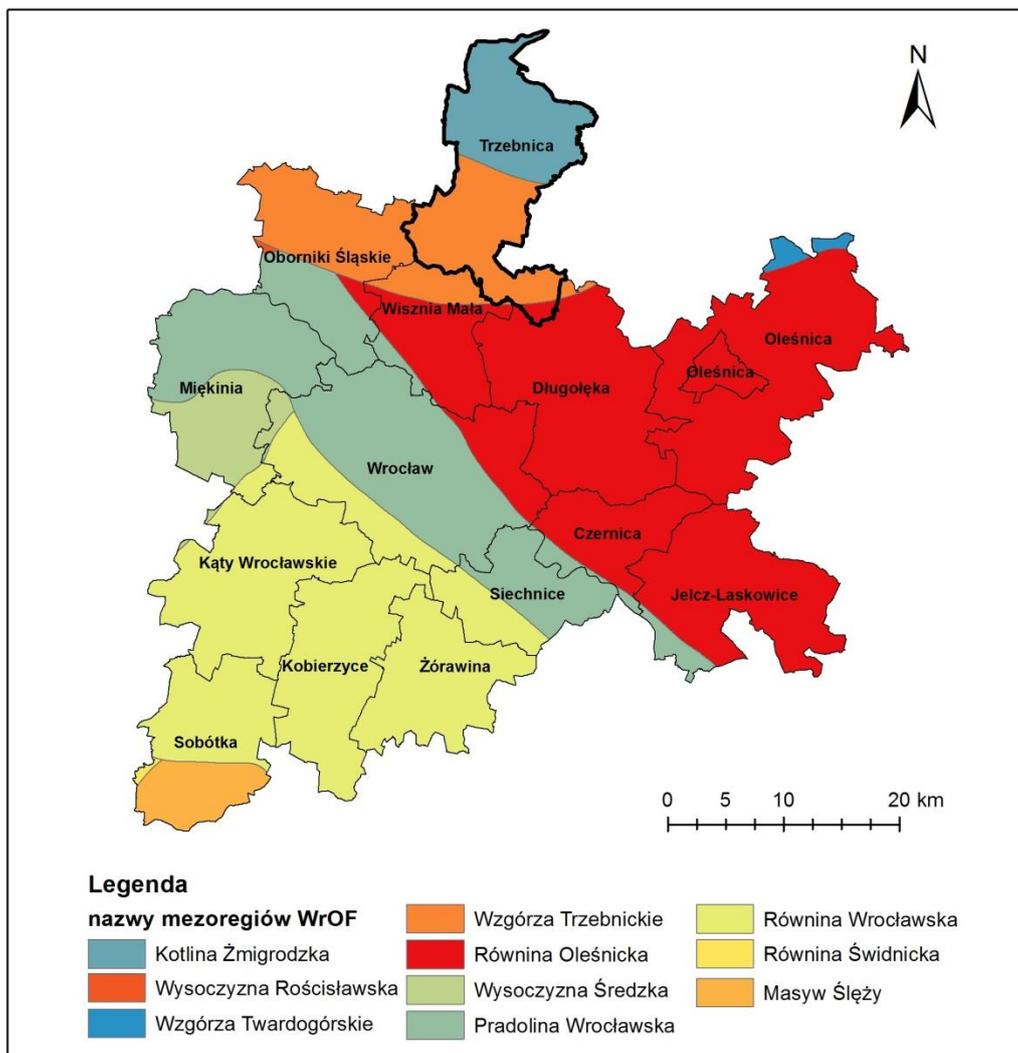 N
Trzebnica
Oborniki Śląskie
Wisznia Mała
Oleśnica
Oleśnica
Długołęka
Miękinia
Wrocław
Czernica
Kąty Wrocławskie
Siechnice
Jelcz-Laskowice
Kobierzyce
Żórawina
Sobótka
0 5 10 20 km
Legenda
nazwy mezoregiów WrOF
Kotlina Żmigrodzka
Wysoczyzna Rościsławska
Wzgórza Twardogórskie
Wzgórza Trzebnickie
Równina Oleśnicka
Wysoczyzna Średzka
Pradolina Wrocławska
Równina Wrocławska
Równina Świdnicka
Masyw Ślęży